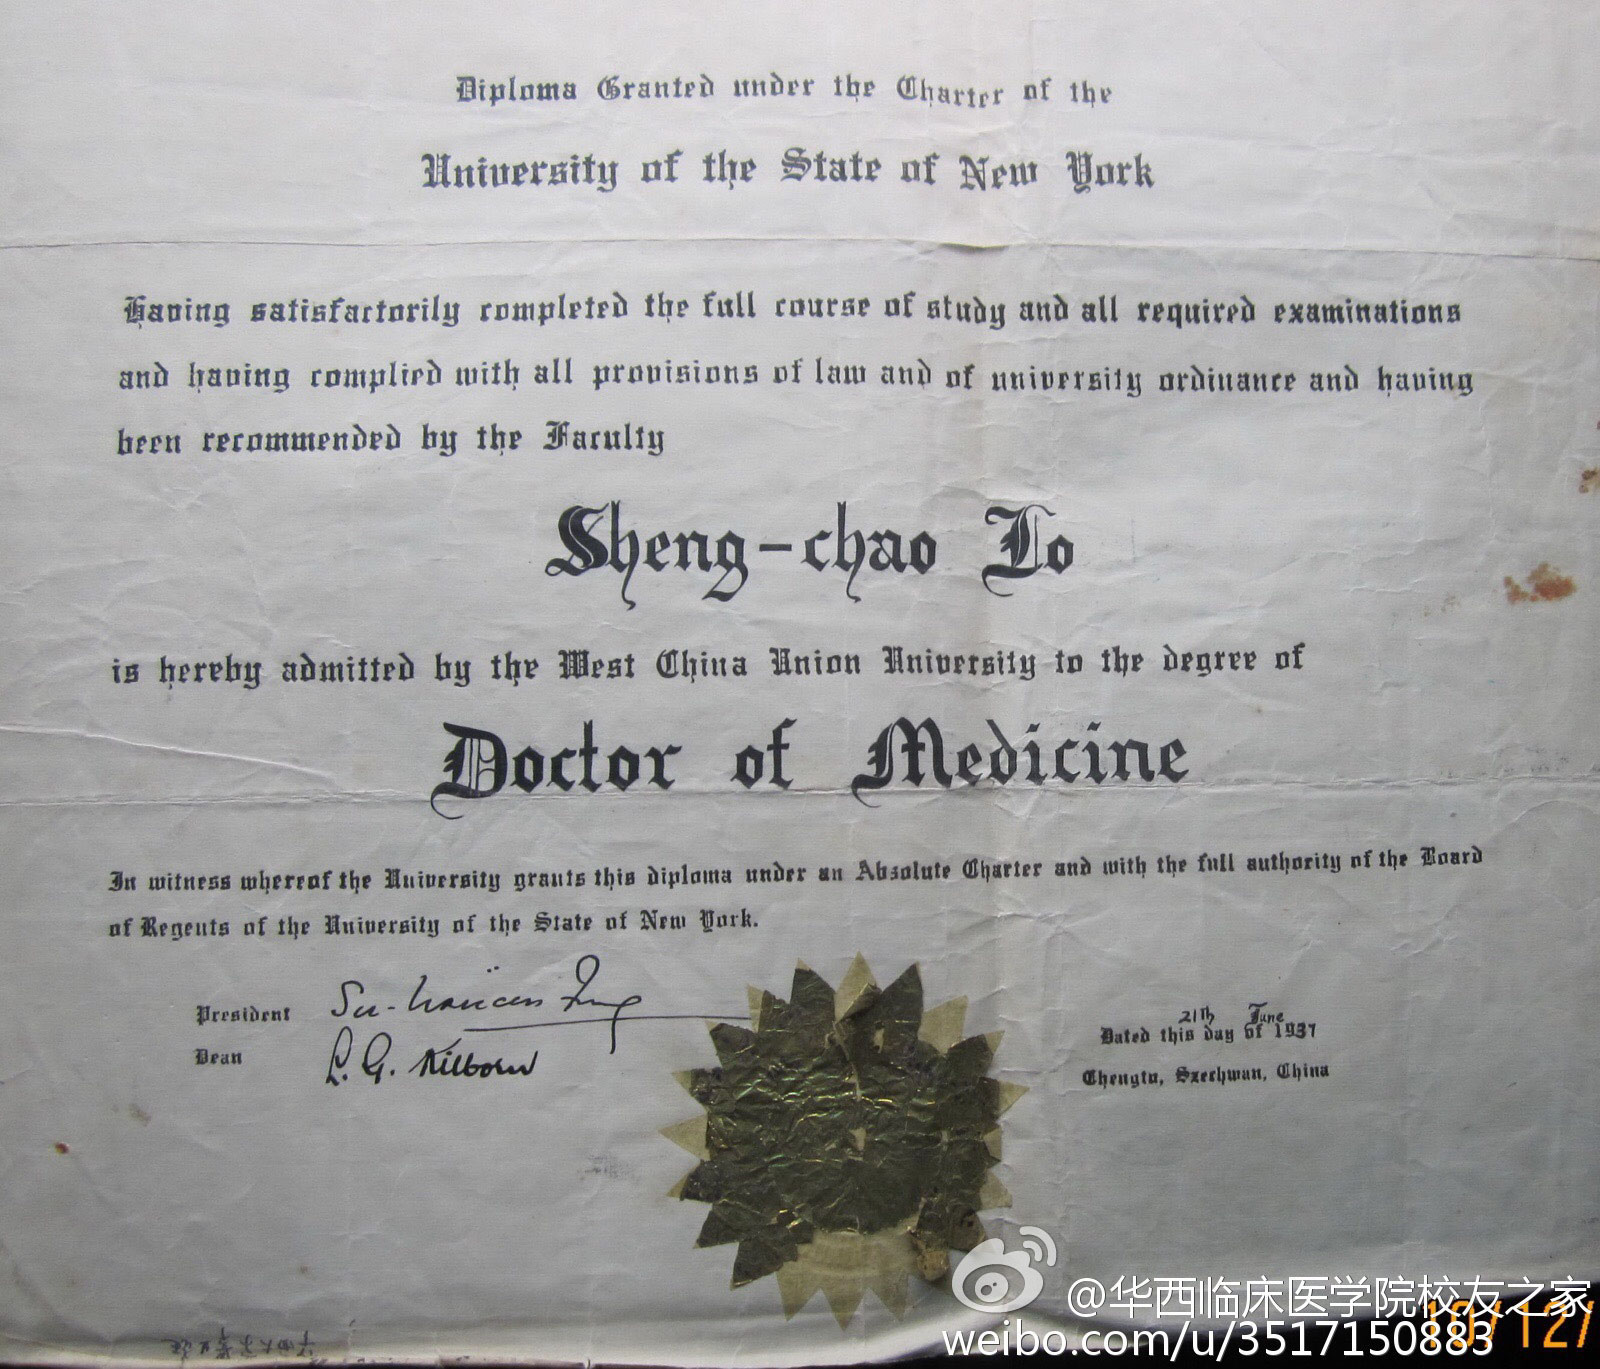 Diploma Granted under the Charter of the
University of the State of New York
Having satisfactorily completed the full course of study and all required examinations
and having complied with all provisions of law and of university ordinance and having
been recommended by the Faculty
Sheng-chao Lo
is hereby admitted by the West China Union University to the degree of
Doctor of Medicine
In witness whereof the University grants this diploma under an Absolute Charter and with the full authority of the Board
of Regents of the University of the State of New York.
President
Dean L. G. Kilborn
21th June
Dated this day of 1937
Chengtu, Szechwan, China
@华西临床医学院校友之家
weibo.com/u/3517150883